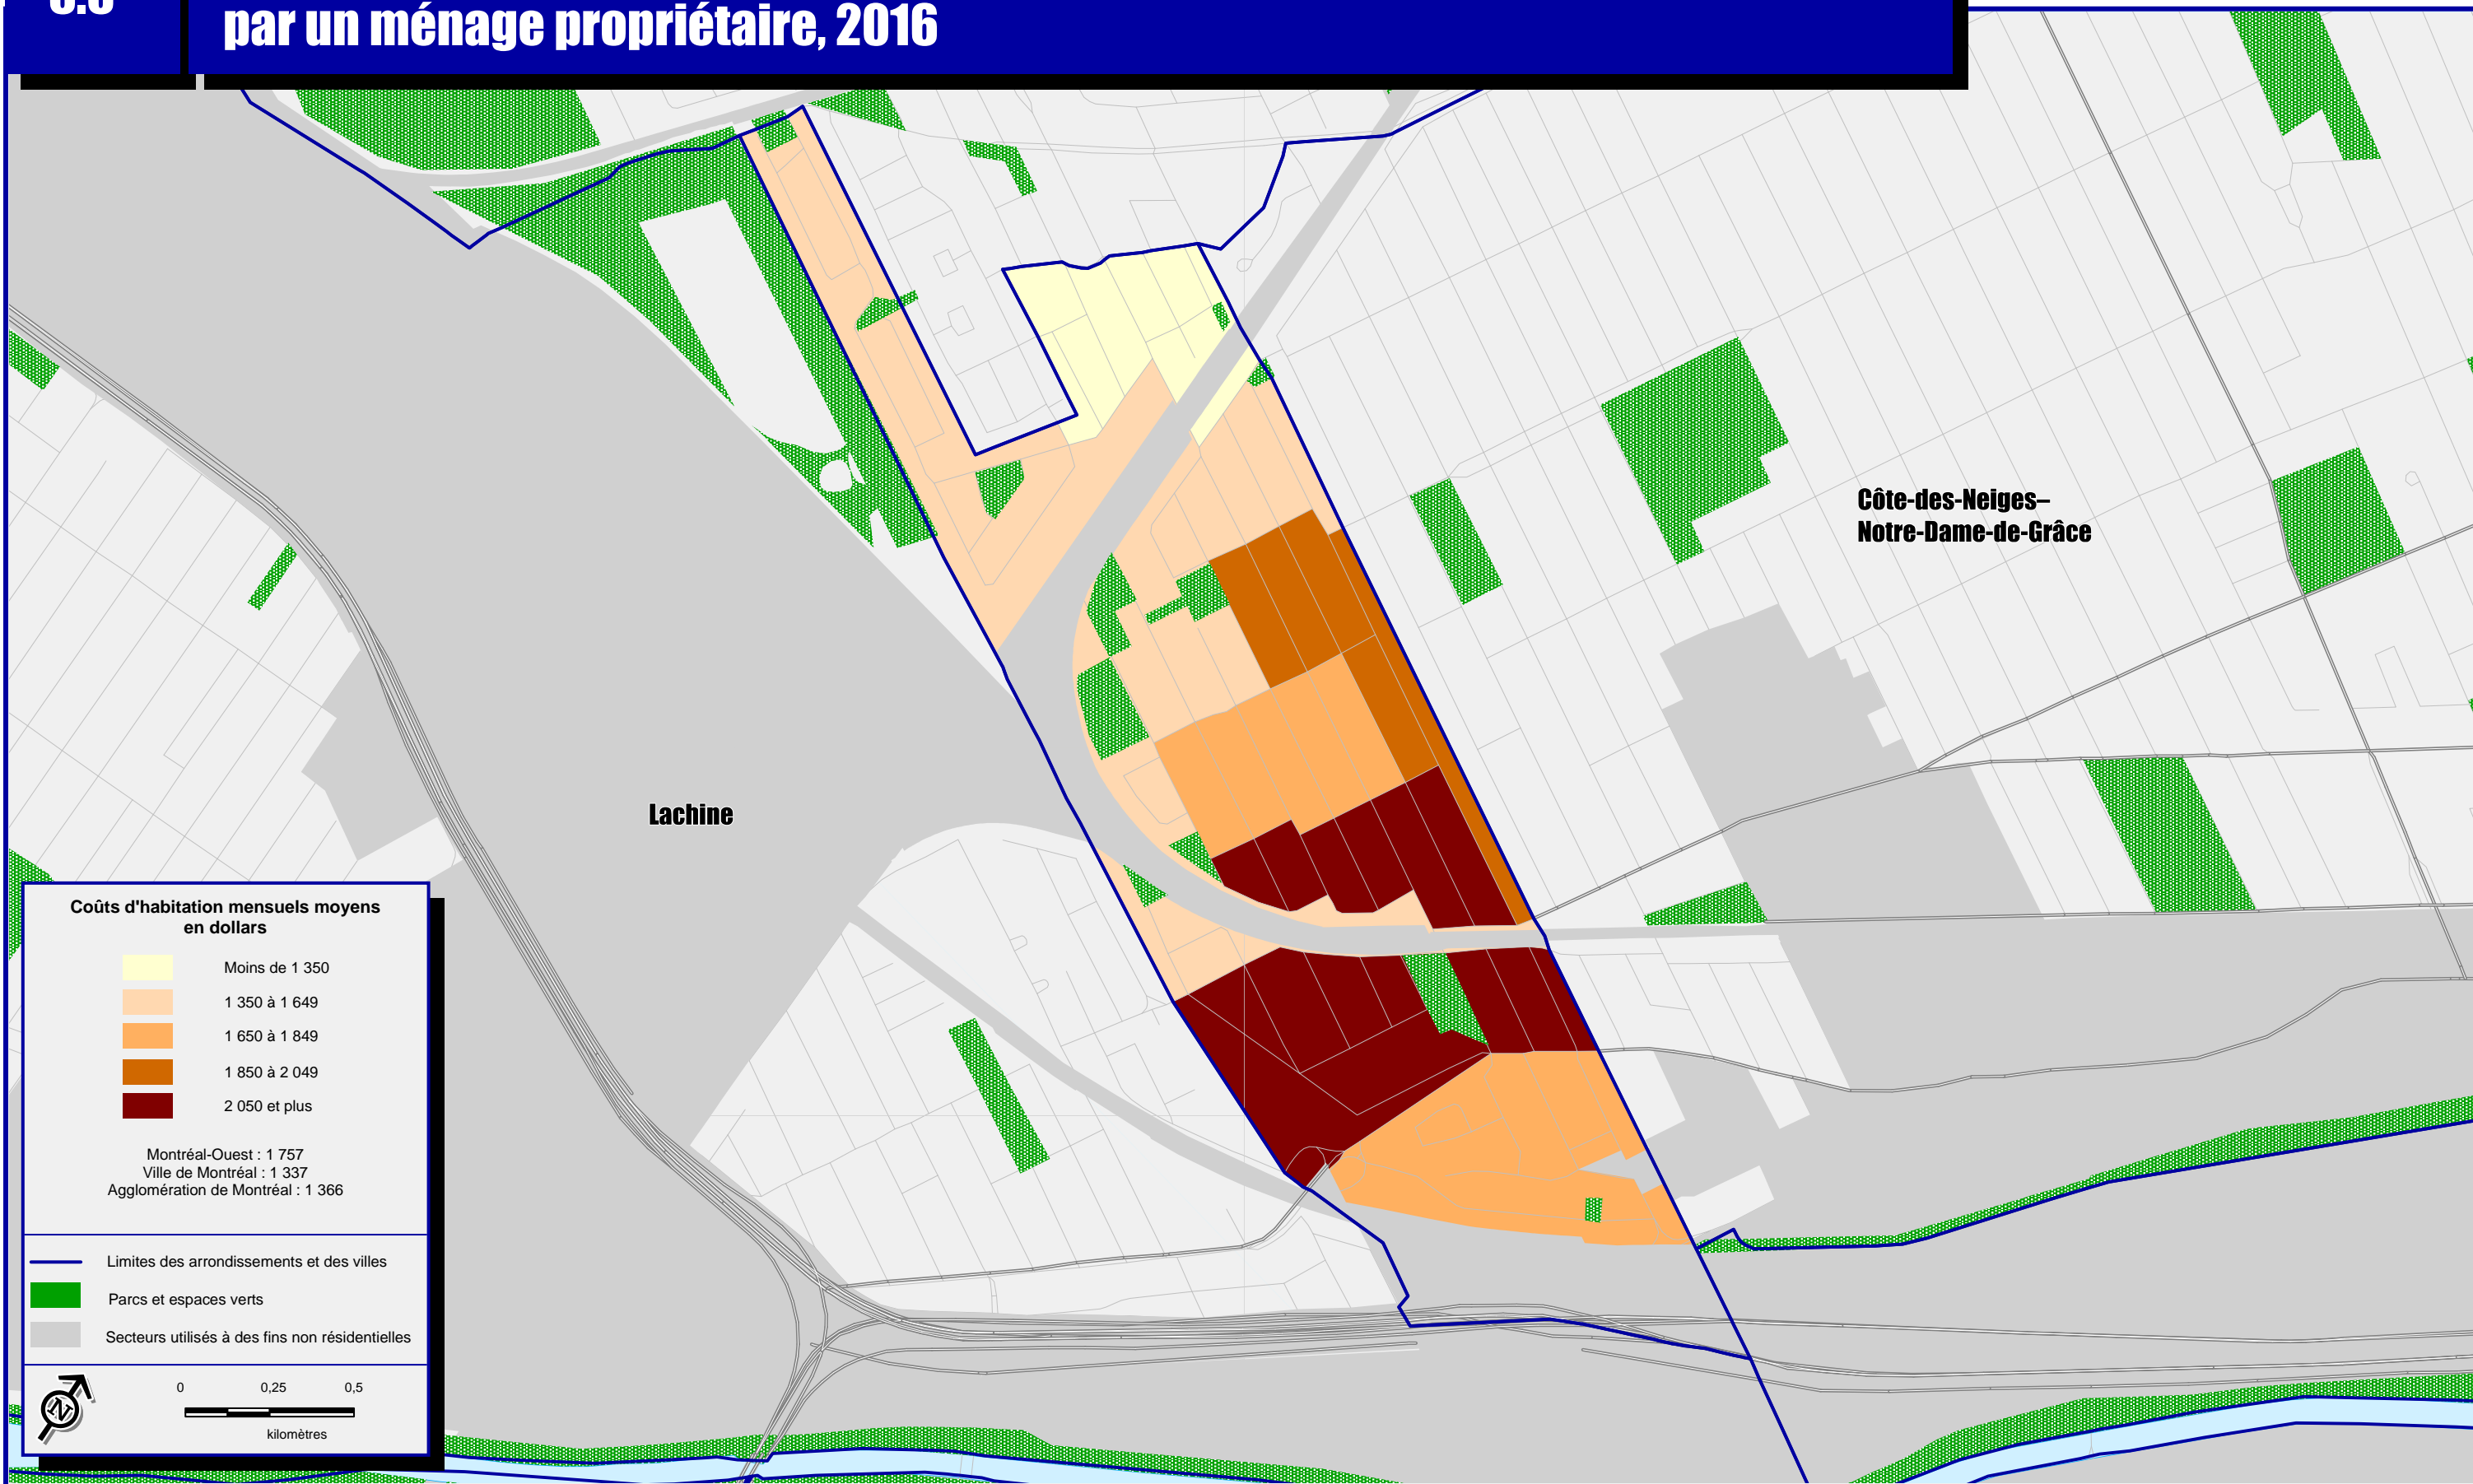 par un ménage propriétaire, 2016
Côte-des-Neiges–
Notre-Dame-de-Grâce
Lachine
Coûts d'habitation mensuels moyens
en dollars
Moins de 1 350
1 350 à 1 649
1 650 à 1 849
1 850 à 2 049
2 050 et plus
Montréal-Ouest : 1 757
Ville de Montréal : 1 337
Agglomération de Montréal : 1 366
Limites des arrondissements et des villes
Parcs et espaces verts
Secteurs utilisés à des fins non résidentielles
N
0 0,25 0,5
kilomètres